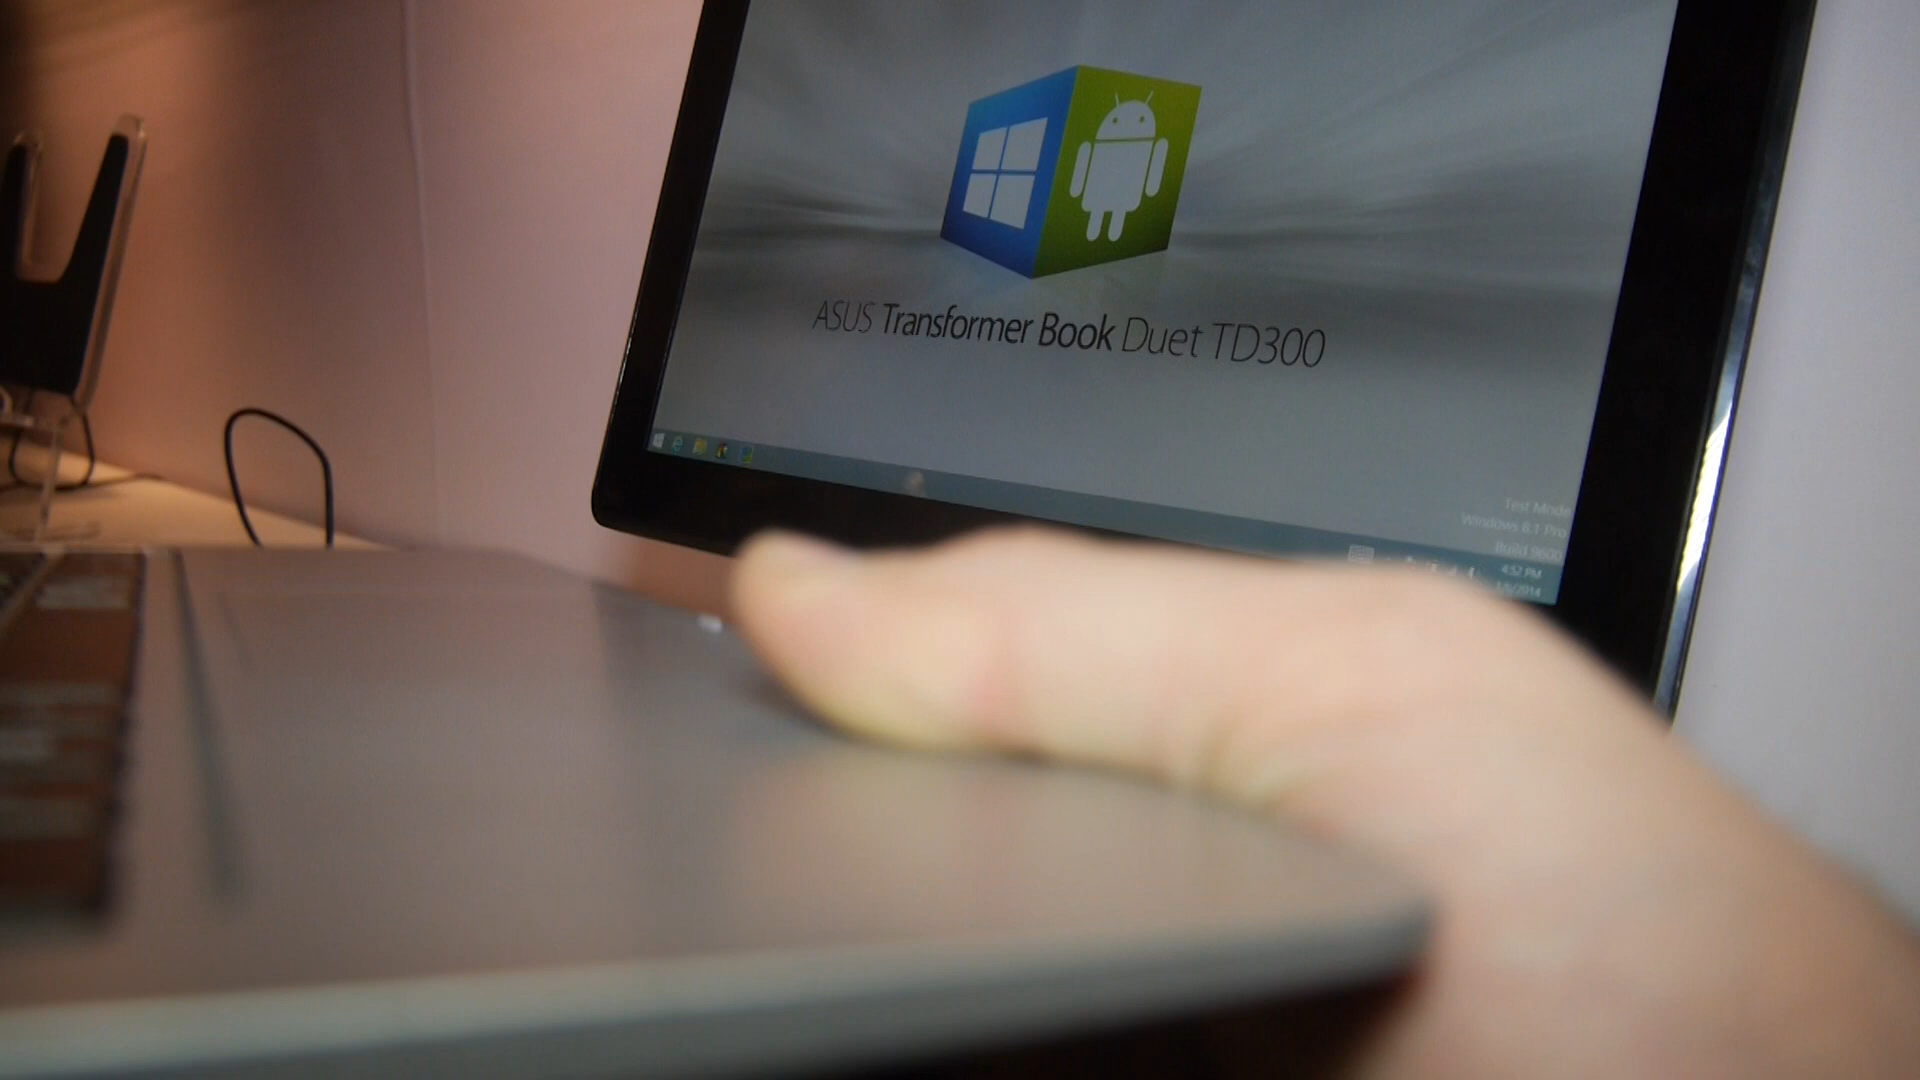 ASUS Transformer Book Duet TD300
Test Mode
Windows 8.1 Pro
Build 9600
4:52 PM